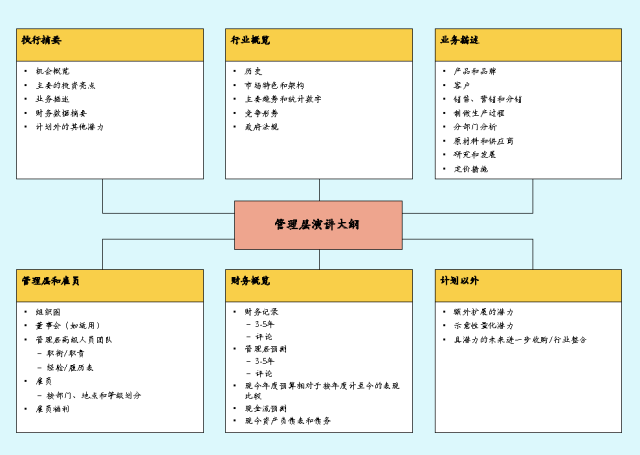 执行摘要
• 机会概览
• 主要的投资亮点
• 业务描述
• 财务数据摘要
• 计划外的其他潜力
行业概览
• 历史
• 市场特色和架构
• 主要趋势和统计数字
• 竞争形势
• 政府法规
业务描述
• 产品和品牌
• 客户
• 销售、营销和分销
• 制做生产过程
• 分部门分析
• 原材料和供应商
• 研究和发展
• 定价措施
管理层演讲大纲
管理层和雇员
• 组织图
• 董事会（如适用）
• 管理层高级人员团队
– 职衔/职责
– 经验/履历表
• 雇员
– 按部门、地点和等级划分
• 雇员福利
财务概览
• 财务记录
– 3-5年
– 评论
• 管理层预测
– 3-5年
– 评论
• 现今年度预算相对于按年度计至今的表现
比较
• 现金流预测
• 现今资产负债表和债务
计划以外
• 额外扩展的潜力
• 示意性量化潜力
• 具潜力的未来进一步收购/行业整合